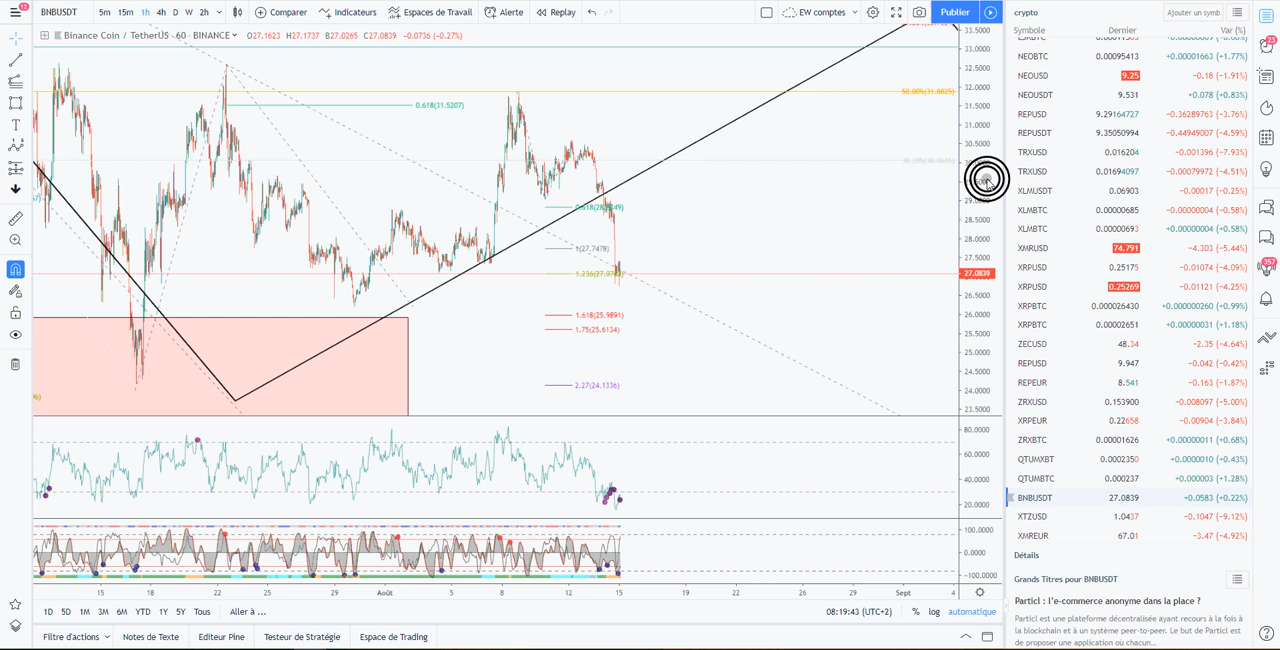 12
BNBUSDT
5m 15m 1h 4h D W 2h
Comparer
Indicateurs
Espaces de Travail
Alerte
Replay
EW comptes
Publier
Binance Coin / TetherUS · 60 · BINANCE
O27.1623 H27.1737 B27.0265 C27.0839 −0.0736 (−0.27%)
0.618(31.5207)
50.00%(31.8825)
1(27.7478)
1.618(25.9891)
1.75(25.6134)
2.27(24.1336)
33.5000
33.0000
32.5000
32.0000
31.5000
31.0000
30.5000
28.5000
28.0000
27.5000
27.0839
26.5000
26.0000
25.5000
25.0000
24.5000
24.0000
23.5000
80.0000
60.0000
40.0000
20.0000
100.0000
0.0000
−100.0000
15 18 22 25 29 Août 5 8 12 15 19 22 26 29 Sept 4
1D 5D 1M 3M 6M YTD 1Y 5Y Tous
Aller à ...
08:19:43 (UTC+2)
% log automatique
Filtre d'actions
Notes de Texte
Editeur Pine
Testeur de Stratégie
Espace de Trading
crypto
Ajouter un symb
Symbole Dernier Var (%)
NEOBTC 0.00095413 +0.00001663 (+1.77%)
NEOUSD 9.25 −0.18 (−1.91%)
NEOUSDT 9.531 +0.078 (+0.83%)
REPUSD 9.29164727 −0.36289763 (−3.76%)
REPUSDT 9.35050994 −0.44949007 (−4.59%)
TRXUSD 0.016204 −0.001396 (−7.93%)
TRXUSD 0.01694097 −0.00079972 (−4.51%)
XLMUSDT 0.06903 −0.00017 (−0.25%)
XLMBTC 0.00000685 −0.00000004 (−0.58%)
XLMBTC 0.00000693 +0.00000004 (+0.58%)
XMRUSD 74.791 −4.303 (−5.44%)
XRPUSD 0.25175 −0.01074 (−4.09%)
XRPUSD 0.25269 −0.01121 (−4.25%)
XRPBTC 0.00002643 +0.000000260 (+0.99%)
XRPBTC 0.00002651 +0.00000031 (+1.18%)
ZECUSD 48.34 −2.35 (−4.64%)
REPUSD 9.947 −0.042 (−0.42%)
REPEUR 8.541 −0.163 (−1.87%)
ZRXUSD 0.153900 −0.008097 (−5.00%)
XRPEUR 0.22658 −0.00904 (−3.84%)
ZRXBTC 0.00001626 +0.00000011 (+0.68%)
QTUMXBT 0.0002350 +0.0000010 (+0.43%)
QTUMBTC 0.000237 +0.000003 (+1.28%)
BNBUSDT 27.0839 +0.0583 (+0.22%)
XTZUSD 1.0437 −0.1047 (−9.12%)
XMREUR 67.01 −3.47 (−4.92%)
Détails
Grands Titres pour BNBUSDT
Particl : l'e-commerce anonyme dans la place ?
Particl est une plateforme décentralisée ayant recours à la fois à
la blockchain et à un système peer-to-peer. Le but de Particl est
de proposer une application où chacun...
23
357